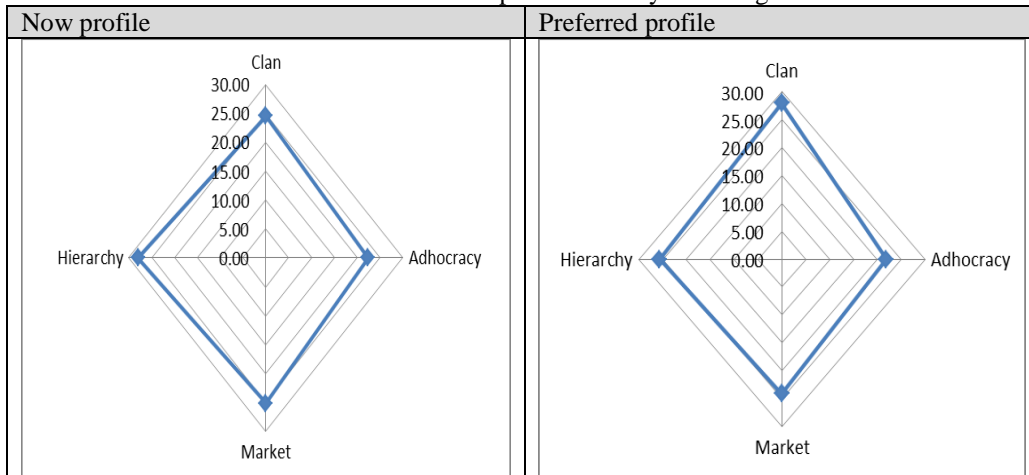 Now profile
Preferred profile
Clan
30.00
25.00
20.00
15.00
10.00
5.00
0.00
Hierarchy
Adhocracy
Market
Clan
30.00
25.00
20.00
15.00
10.00
5.00
0.00
Hierarchy
Adhocracy
Market